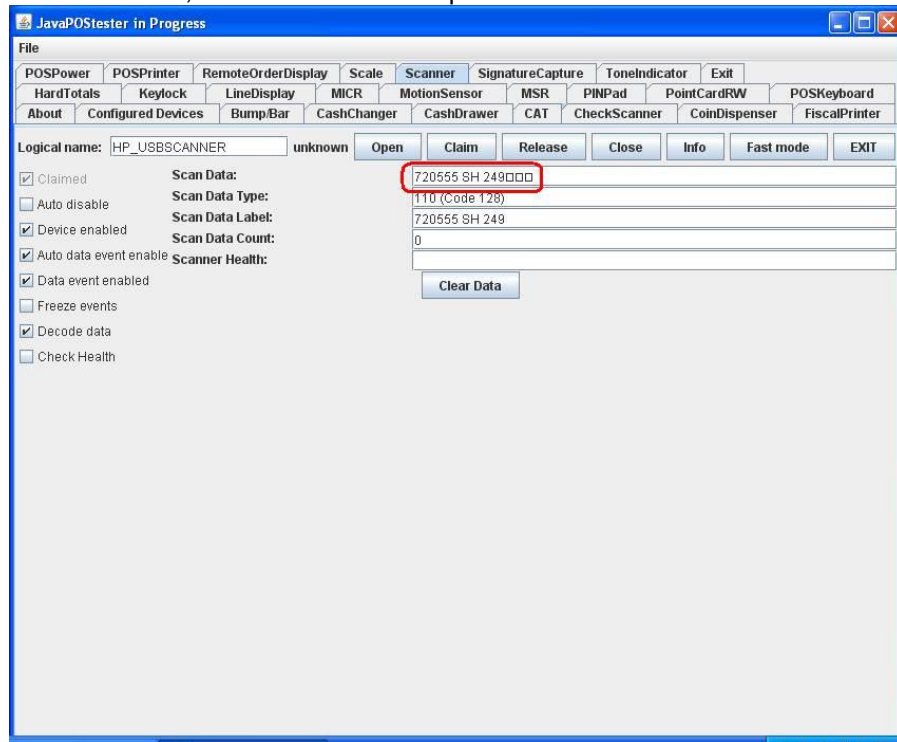 JavaPOStester in Progress
File
POSPower POSPrinter RemoteOrderDisplay Scale Scanner SignatureCapture ToneIndicator Exit
HardTotals Keylock LineDisplay MICR MotionSensor MSR PINPad PointCardRW POSKeyboard
About Configured Devices Bump/Bar CashChanger CashDrawer CAT CheckScanner CoinDispenser FiscalPrinter
Logical name: HP_USBSCANNER unknown Open Claim Release Close Info Fast mode EXIT
Claimed Scan Data: 720555 SH 249□□□
Auto disable Scan Data Type: 110 (Code 128)
Device enabled Scan Data Label: 720555 SH 249
Scan Data Count: 0
Auto data event enable Scanner Health:
Data event enabled Clear Data
Freeze events
Decode data
Check Health